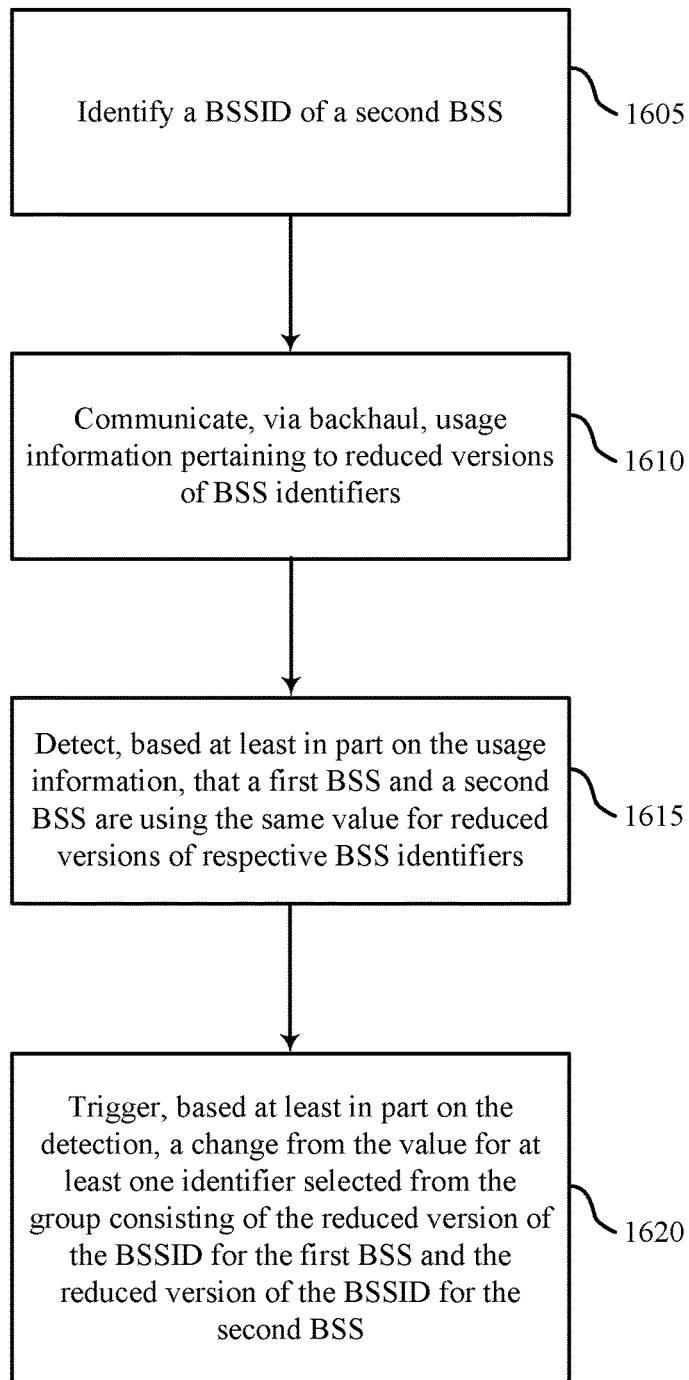 Identify a BSSID of a second BSS
1605
Communicate, via backhaul, usage
information pertaining to reduced versions
of BSS identifiers
1610
Detect, based at least in part on the usage
information, that a first BSS and a second
BSS are using the same value for reduced
versions of respective BSS identifiers
1615
Trigger, based at least in part on the
detection, a change from the value for at
least one identifier selected from the
group consisting of the reduced version of
the BSSID for the first BSS and the
reduced version of the BSSID for the
second BSS
1620